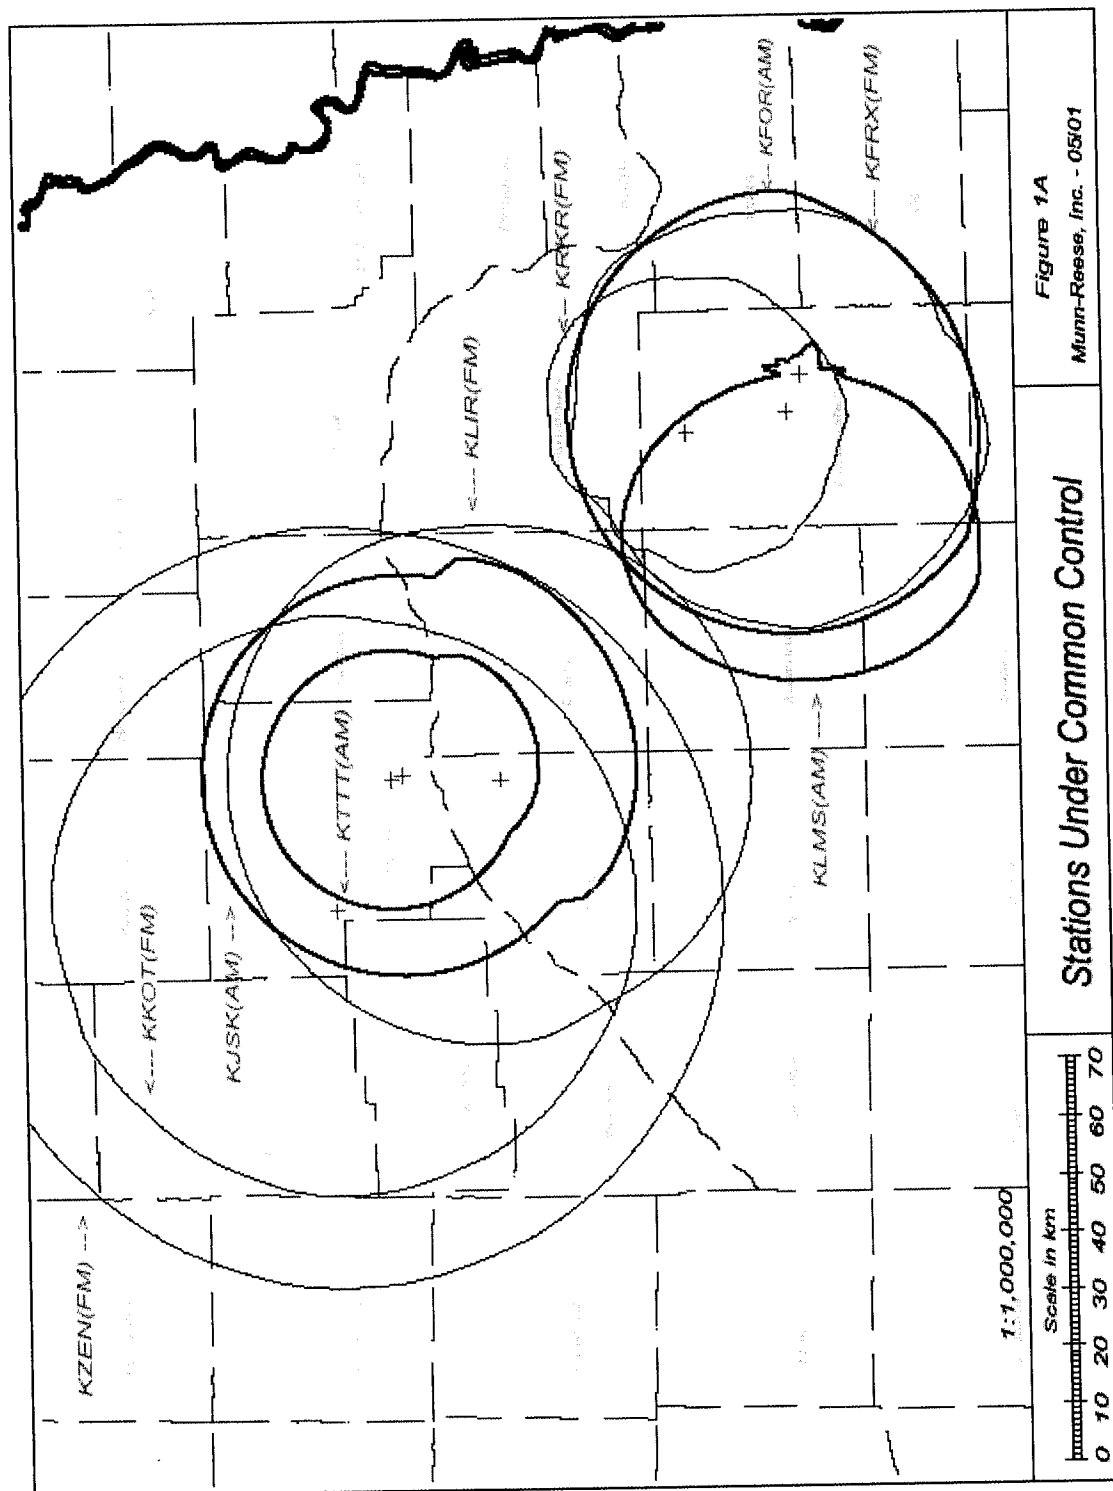 KZEN(FM) --->
<--- KKOT(FM)
KJSK(AM) --->
<--- KTTT(AM)
<--- KLIR(FM)
<--- KRKR(FM)
KLMS(AM) --->
<--- KFOR(AM)
<--- KFRX(FM)
1:1,000,000
Scale in km
0 10 20 30 40 50 60 70
Stations Under Common Control
Figure 1A
Munn-Reese, Inc. - 05/01